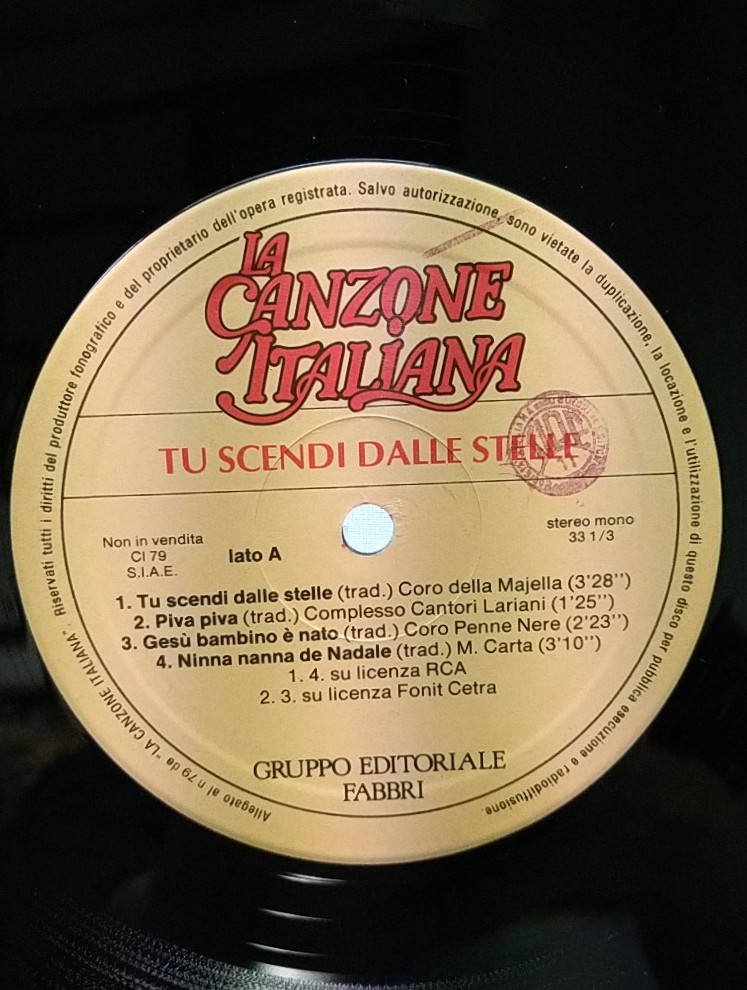 Riservati tutti i diritti del produttore fonografico e del proprietario dell'opera registrata. Salvo autorizzazione, sono vietate la duplicazione, la locazione e l'utilizzazione di questo disco per pubblica esecuzione e radiodiffusione.
LA
CANZONE
ITALIANA
TU SCENDI DALLE STELLE
Non in vendita
CI 79
S.I.A.E.
lato A
stereo mono
33 1/3
1. Tu scendi dalle stelle (trad.) Coro della Majella (3'28'')
2. Piva piva (trad.) Complesso Cantori Lariani (1'25'')
3. Gesù bambino è nato (trad.) Coro Penne Nere (2'23'')
4. Ninna nanna de Nadale (trad.) M. Carta (3'10'')
1. 4. su licenza RCA
2. 3. su licenza Fonit Cetra
GRUPPO EDITORIALE
FABBRI
Allegato al n.79 de "LA CANZONE ITALIANA".